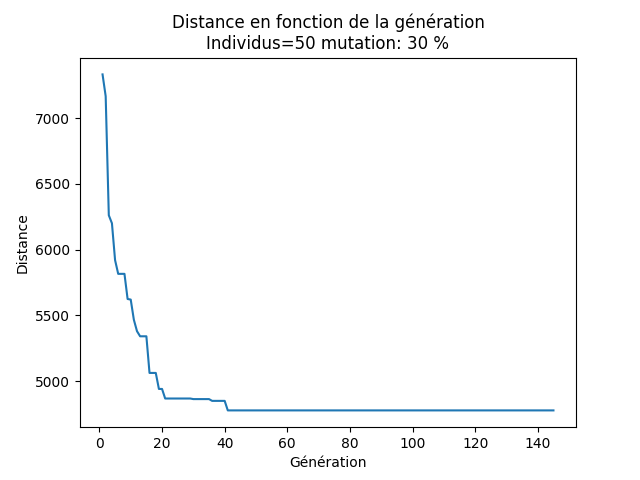 Distance en fonction de la génération
Individus=50 mutation: 30 %
Distance
7000
6500
6000
5500
5000
0 20 40 60 80 100 120 140
Génération